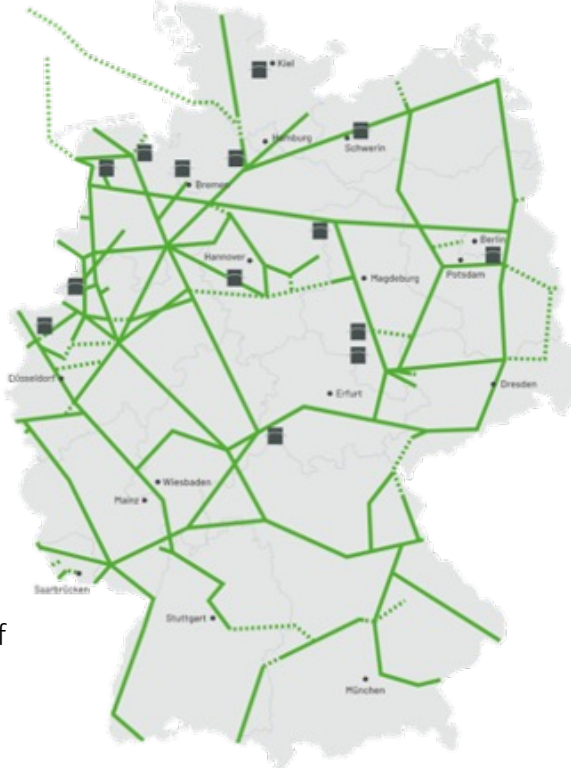 Kiel
Hamburg
Schwerin
Bremen
Berlin
Hannover
Potsdam
Magdeburg
Düsseldorf
Dresden
Erfurt
Wiesbaden
Mainz
Saarbrücken
Stuttgart
f
München